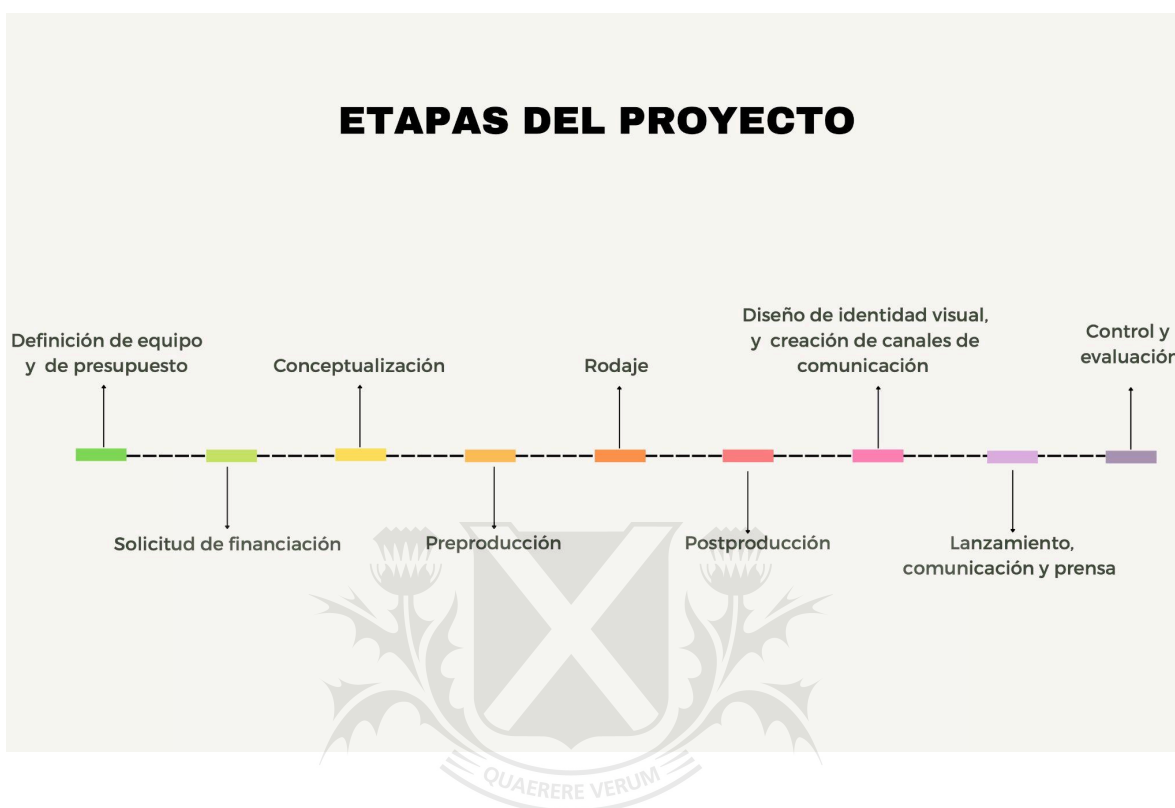 ETAPAS DEL PROYECTO
Definición de equipo
y de presupuesto
Solicitud de financiación
Conceptualización
Preproducción
Rodaje
Postproducción
Diseño de identidad visual,
y creación de canales de
comunicación
Lanzamiento,
comunicación y prensa
Control y
evaluación
QUAERERE VERUM